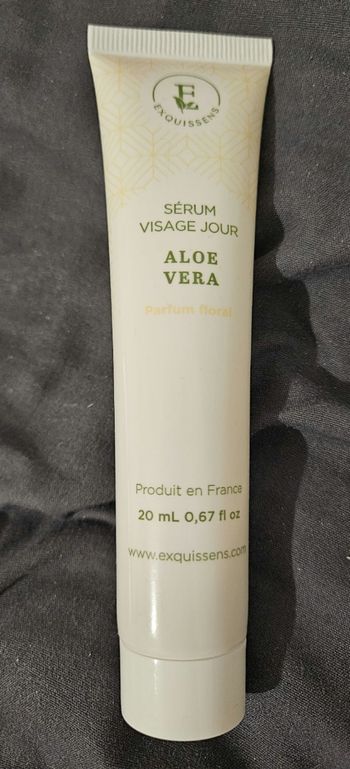 E
EXQUISSENS
SÉRUM
VISAGE JOUR
ALOE
VERA
Parfum floral
Produit en France
20 mL 0,67 fl oz
www.exquissens.com